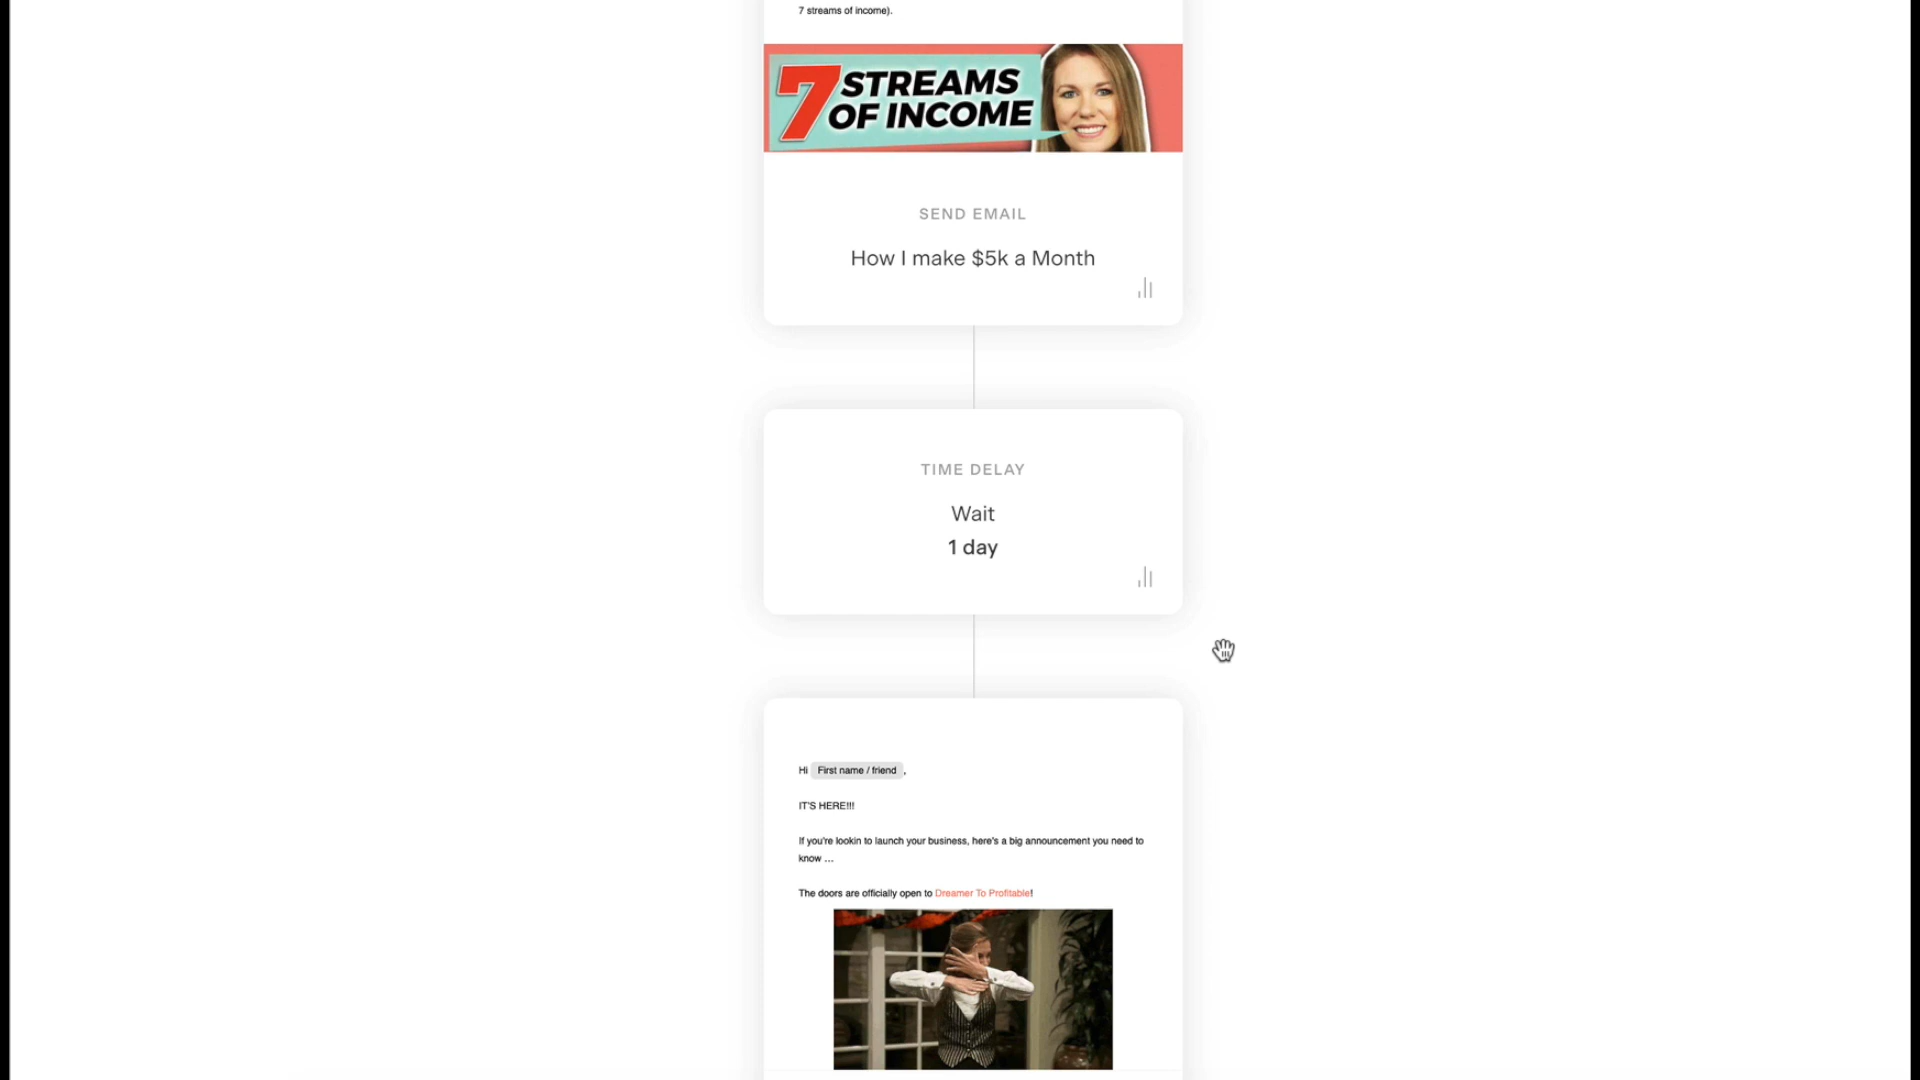 7 streams of income).
7 STREAMS
OF INCOME
SEND EMAIL
How I make $5k a Month
TIME DELAY
Wait
1 day
Hi First name / friend ,
IT'S HERE!!!
If you're lookin to launch your business, here's a big announcement you need to
know ...
The doors are officially open to Dreamer To Profitable!